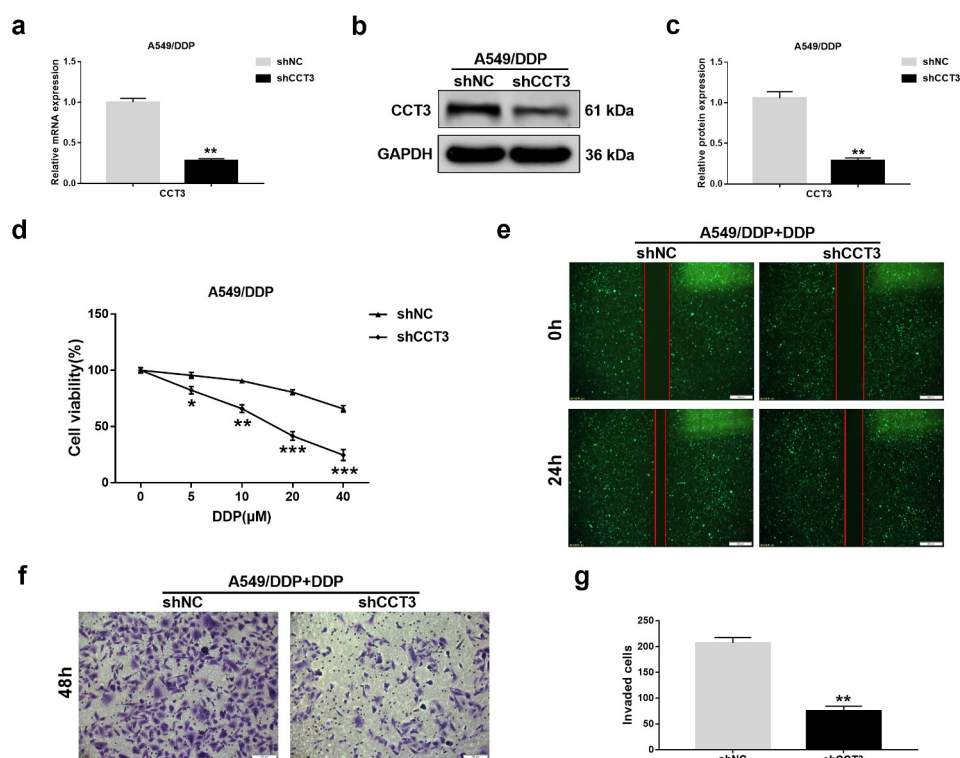 a
A549/DDP
shNC
shCCT3
Relative mRNA expression
1.5
1.0
0.5
0.0
**
CCT3
b
A549/DDP
shNC shCCT3
CCT3
61 kDa
GAPDH
36 kDa
c
A549/DDP
shNC
shCCT3
Relative protein expression
1.5
1.0
0.5
0.0
**
CCT3
d
A549/DDP
shNC
shCCT3
Cell viability(%)
150
100
50
0
*
**
***
***
0 5 10 20 40
DDP(μM)
e
A549/DDP+DDP
shNC shCCT3
0h
24h
f
A549/DDP+DDP
shNC shCCT3
48h
g
Invaded cells
250
200
150
100
50
0
**
shNC shCCT3